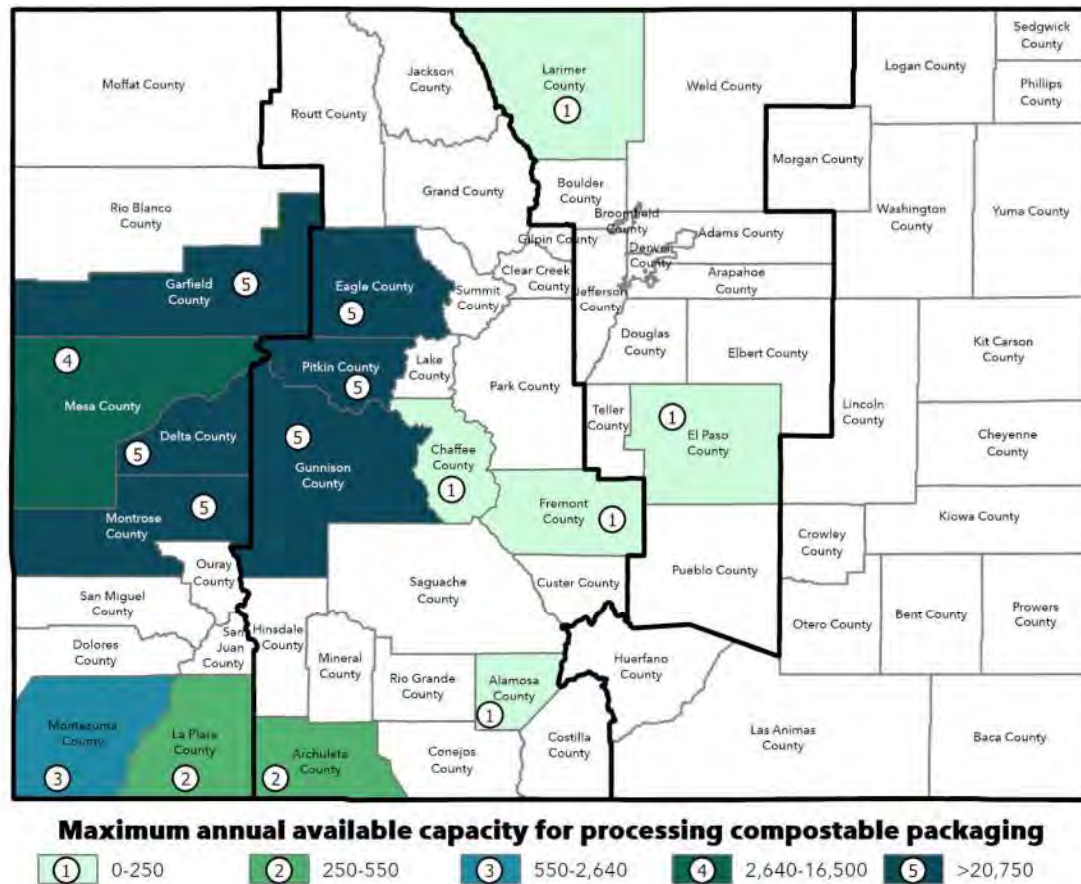 Moffat County
Routt County
Jackson
County
Larimer
County
1
Weld County
Logan County
Sedgwick
County
Phillips
County
Morgan County
Washington
County
Yuma County
Rio Blanco
County
Grand County
Boulder
County
Broomfield
County
Gilpin County
Clear Creek
County
Jefferson
County
Denver
County
Adams County
Arapahoe
County
Garfield
County
5
Eagle County
5
Summit
County
Douglas
County
Elbert County
Kit Carson
County
4
Mesa County
Pitkin County
5
Lake
County
Park County
Teller
County
1
El Paso
County
Lincoln
County
Cheyenne
County
Delta County
5
5
Gunnison
County
Chaffee
County
1
Fremont
County
1
Montrose
County
5
Kiowa County
Crowley
County
Ouray
County
Saguache
County
Custer County
Pueblo County
San Miguel
County
Otero County
Bent County
Prowers
County
Dolores
County
San
Juan
County
Hinsdale
County
Mineral
County
Rio Grande
County
Alamosa
County
1
Huerfano
County
Montezuma
County
3
La Plata
County
2
Archuleta
County
2
Conejos
County
Costilla
County
Las Animas
County
Baca County
Maximum annual available capacity for processing compostable packaging
1 0-250 2 250-550 3 550-2,640 4 2,640-16,500 5 >20,750